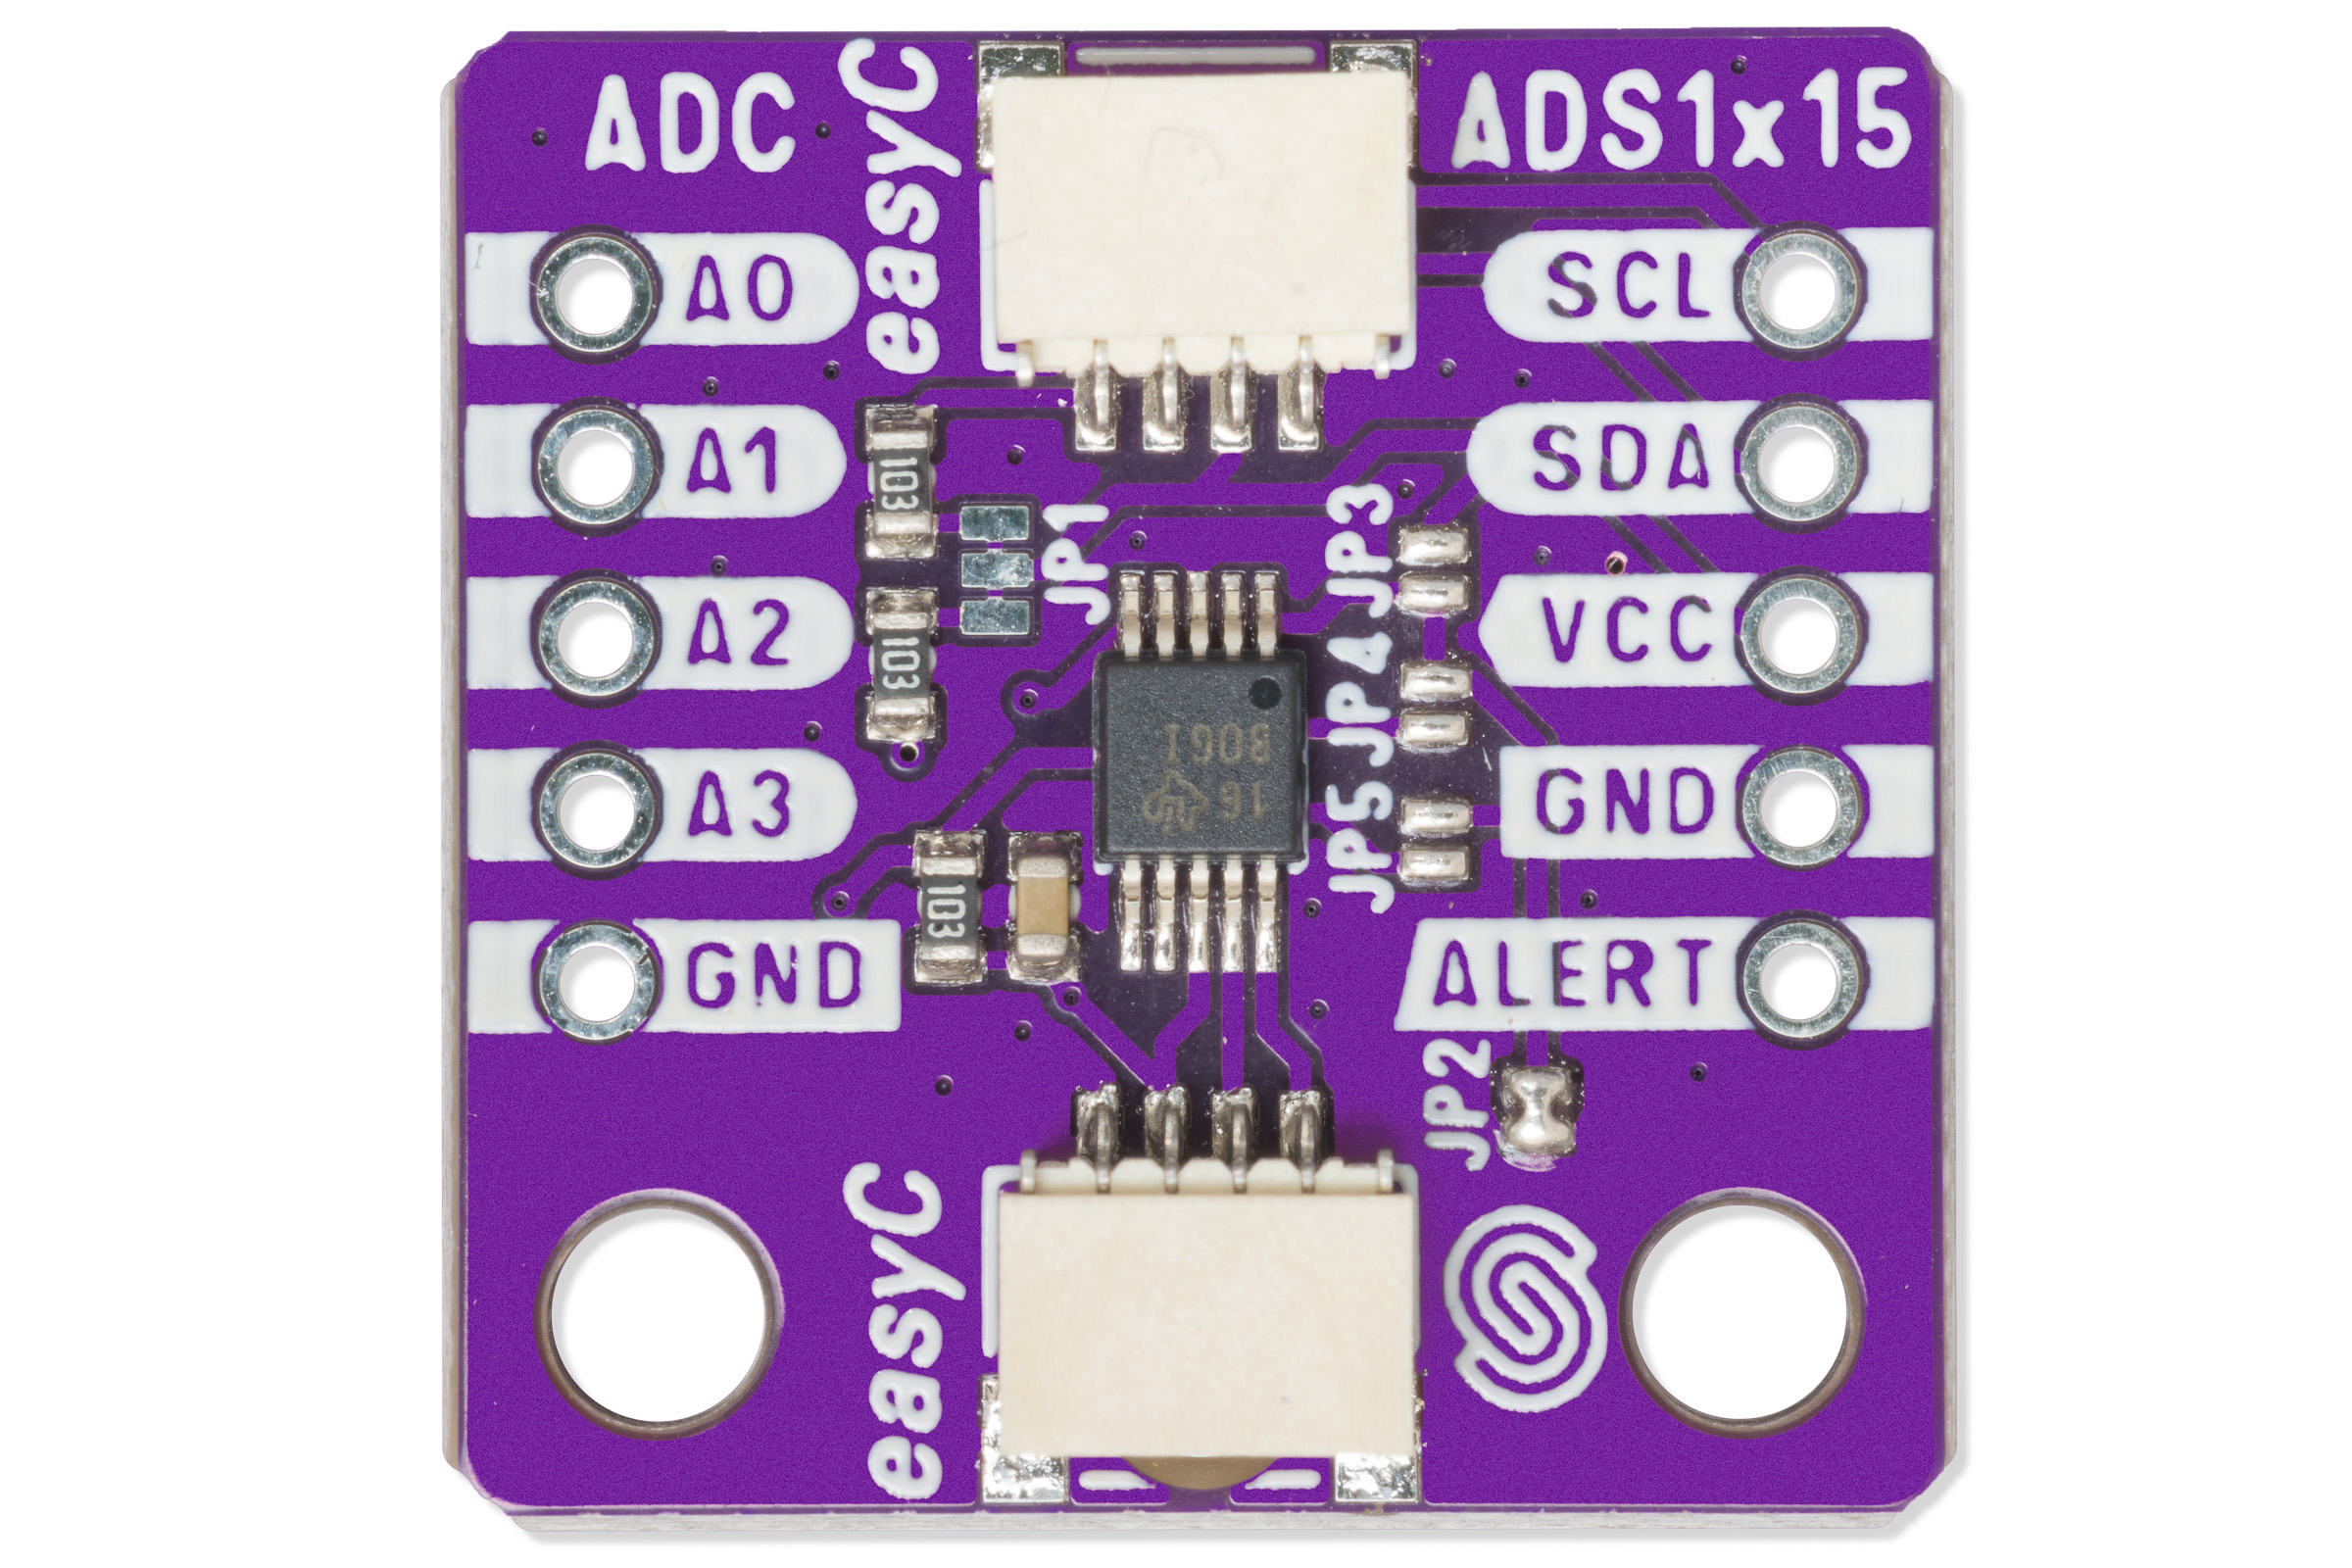 ADC
easyC
ADS1x15
A0
SCL
A1
SDA
103
JP1
JP3
A2
VCC
103
JP4
BOGI
16
A3
GND
JP5
103
GND
ALERT
JP2
easyC